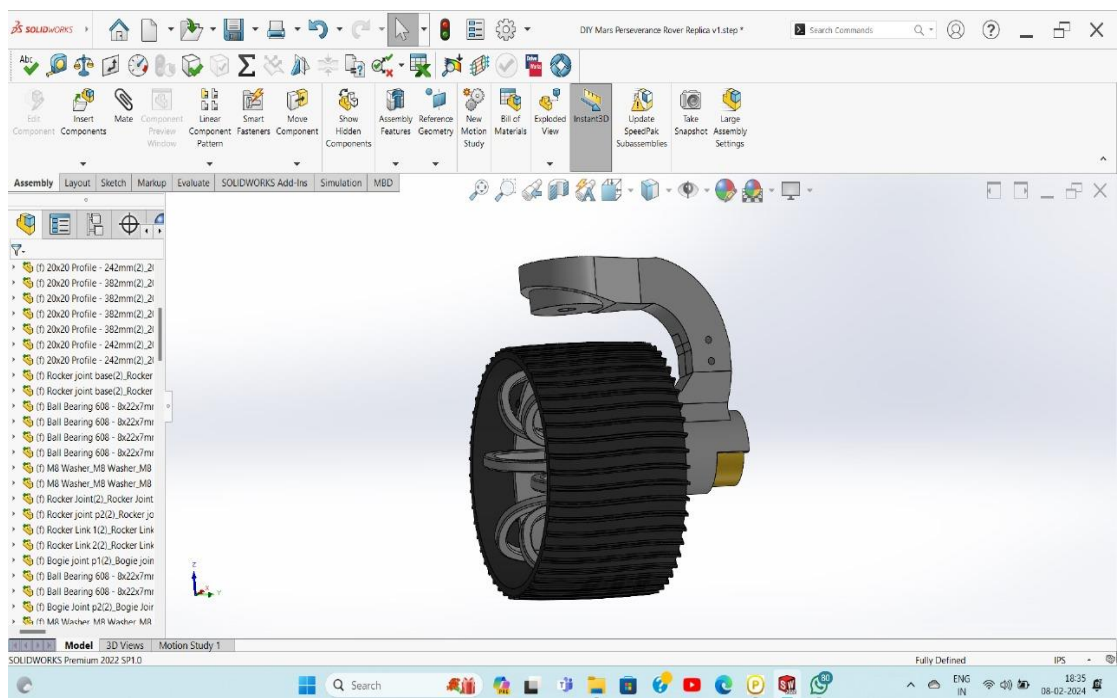 SOLIDWORKS
DIY Mars Perseverance Rover Replica v1.step *
Search Commands
Abc
Drive Works
Edit Component
Insert Components
Mate
Component Preview Window
Linear Component Pattern
Smart Fasteners
Move Component
Show Hidden Components
Assembly Features
Reference Geometry
New Motion Study
Bill of Materials
Exploded View
Instant3D
Update SpeedPak Subassemblies
Take Snapshot
Large Assembly Settings
Assembly Layout Sketch Markup Evaluate SOLIDWORKS Add-Ins Simulation MBD
(f) 20x20 Profile - 242mm(2)_2
(f) 20x20 Profile - 382mm(2)_2
(f) 20x20 Profile - 382mm(2)_2
(f) 20x20 Profile - 382mm(2)_2
(f) 20x20 Profile - 382mm(2)_2
(f) 20x20 Profile - 242mm(2)_2
(f) 20x20 Profile - 242mm(2)_2
(f) Rocker joint base(2)_Rocker
(f) Rocker joint base(2)_Rocker
(f) Ball Bearing 608 - 8x22x7m
(f) Ball Bearing 608 - 8x22x7m
(f) Ball Bearing 608 - 8x22x7m
(f) Ball Bearing 608 - 8x22x7m
(f) M8 Washer_M8 Washer_M8
(f) M8 Washer_M8 Washer_M8
(f) Rocker Joint(2)_Rocker Joint
(f) Rocker joint p2(2)_Rocker jo
(f) Rocker Link 1(2)_Rocker Link
(f) Rocker Link 2(2)_Rocker Link
(f) Bogie joint p1(2)_Bogie join
(f) Ball Bearing 608 - 8x22x7m
(f) Ball Bearing 608 - 8x22x7m
(f) Bogie Joint p2(2)_Bogie Joir
(f) M8 Washer_M8 Washer_M8
Z
Y
Model 3D Views Motion Study 1
SOLIDWORKS Premium 2022 SP1.0
Fully Defined
IPS
Search
80
ENG
IN
18:35
08-02-2024